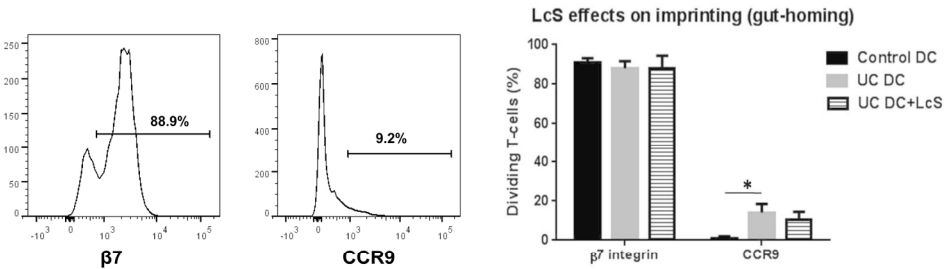 LcS effects on imprinting (gut-homing)
250
200
150
100
50
0
88.9%
-10³ 0 10³ 10⁴ 10⁵
β7
800
600
400
200
0
9.2%
-10³ 0 10³ 10⁴ 10⁵
CCR9
Dividing T-cells (%)
100
80
60
40
20
0
*
β7 integrin CCR9
Control DC
UC DC
UC DC+LcS